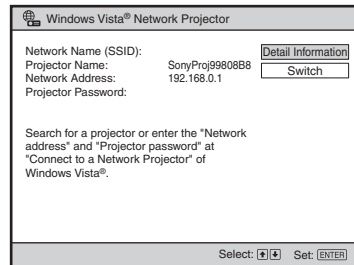 Windows Vista® Network Projector
Network Name (SSID):
Projector Name: SonyProj99808B8
Network Address: 192.168.0.1
Projector Password:
Detail Information
Switch
Search for a projector or enter the "Network
address" and "Projector password" at
"Connect to a Network Projector" of
Windows Vista®.
Select: ↑ ↓ Set: ENTER